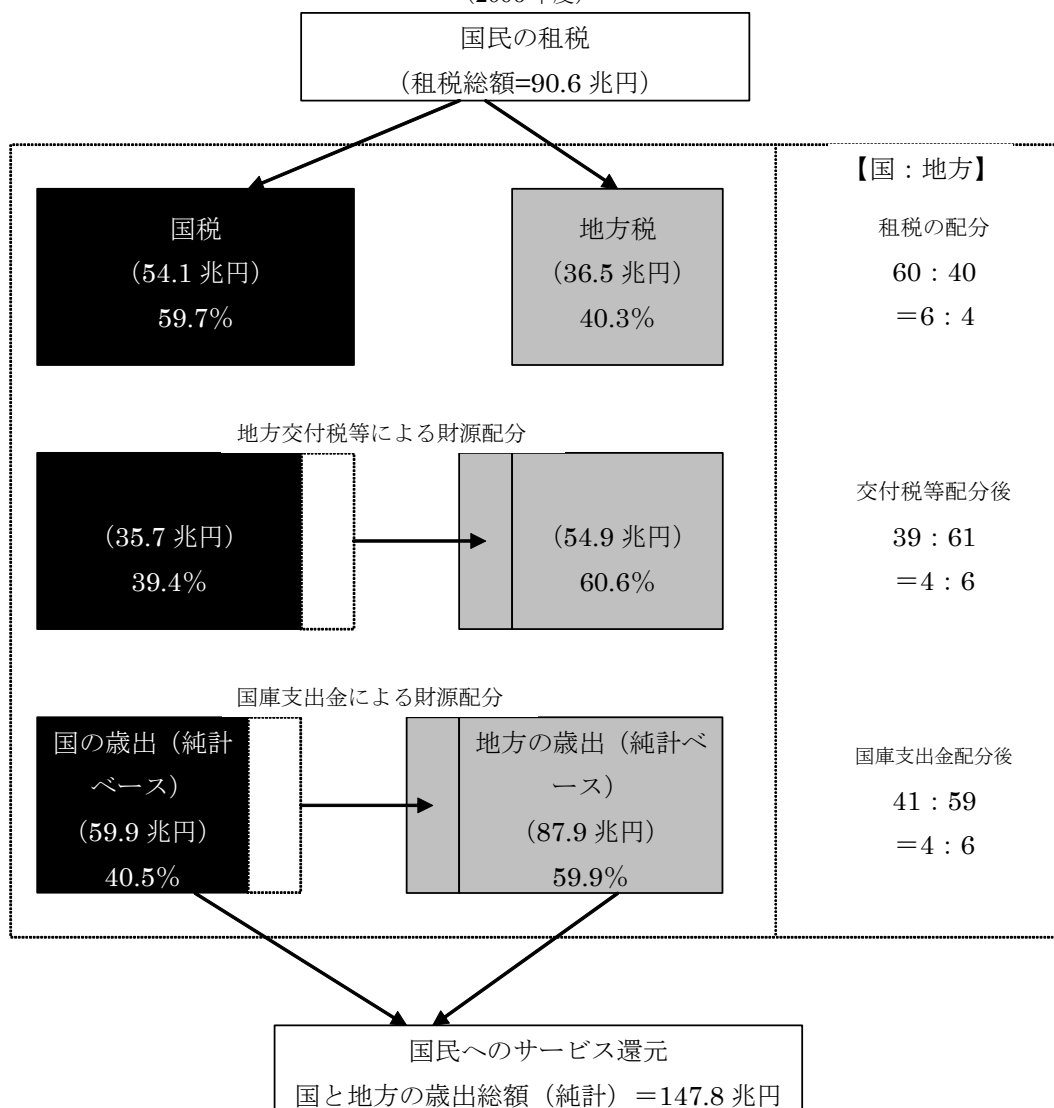 国民の租税
（租税総額=90.6 兆円）
【国：地方】
国税
（54.1 兆円）
59.7%
地方税
（36.5 兆円）
40.3%
租税の配分
60：40
＝6：4
地方交付税等による財源配分
（35.7 兆円）
39.4%
（54.9 兆円）
60.6%
交付税等配分後
39：61
＝4：6
国庫支出金による財源配分
国の歳出（純計
ベース）
（59.9 兆円）
40.5%
地方の歳出（純計ベ
ース）
（87.9 兆円）
59.9%
国庫支出金配分後
41：59
＝4：6
国民へのサービス還元
国と地方の歳出総額（純計）＝147.8 兆円